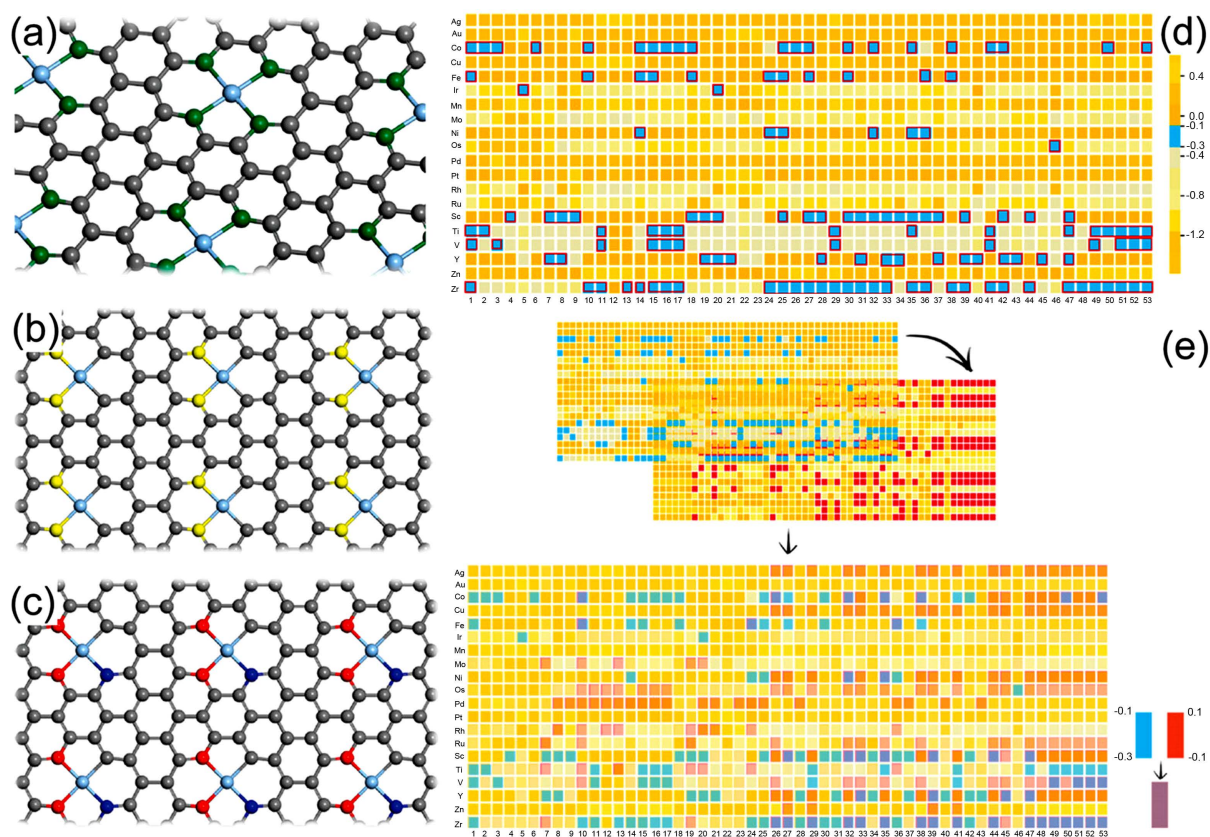 (a)
(b)
(c)
(d)
Ag
Au
Co
Cu
Fe
Ir
Mn
Mo
Ni
Os
Pd
Pt
Rh
Ru
Sc
Ti
V
Y
Zn
Zr
1 2 3 4 5 6 7 8 9 10 11 12 13 14 15 16 17 18 19 20 21 22 23 24 25 26 27 28 29 30 31 32 33 34 35 36 37 38 39 40 41 42 43 44 45 46 47 48 49 50 51 52 53
0.4
0.0
-0.1
-0.3
-0.4
-0.8
-1.2
(e)
Ag
Au
Co
Cu
Fe
Ir
Mn
Mo
Ni
Os
Pd
Pt
Rh
Ru
Sc
Ti
V
Y
Zn
Zr
1 2 3 4 5 6 7 8 9 10 11 12 13 14 15 16 17 18 19 20 21 22 23 24 25 26 27 28 29 30 31 32 33 34 35 36 37 38 39 40 41 42 43 44 45 46 47 48 49 50 51 52 53
-0.1 0.1
-0.3 -0.1